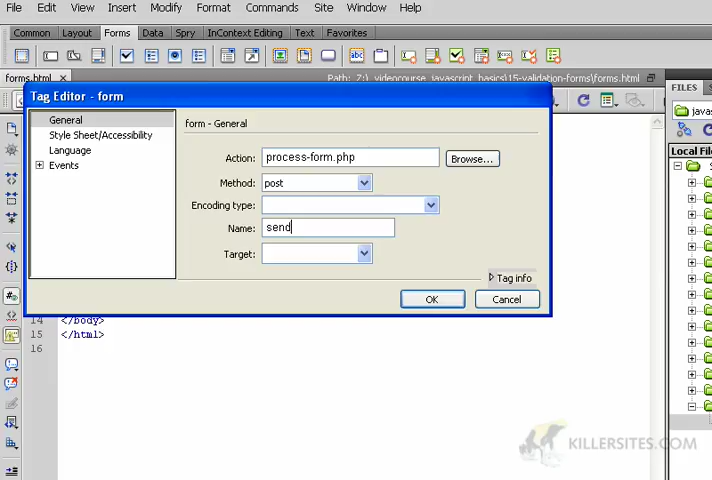 File Edit View Insert Modify Format Commands Site Window Help
Common Layout Forms Data Spry InContext Editing Text Favorites
abc
forms.html x
Path: Z:\_videocourse_javascript_basics\15-validation-forms\forms.html
FILES
Tag Editor - form
General
Style Sheet/Accessibility
Language
Events
form - General
Action: process-form.php Browse...
Method: post
Encoding type:
Name: send
Target:
Tag info
OK Cancel
javas
Local File
14 </body>
15 </html>
16
KILLERSITES.COM